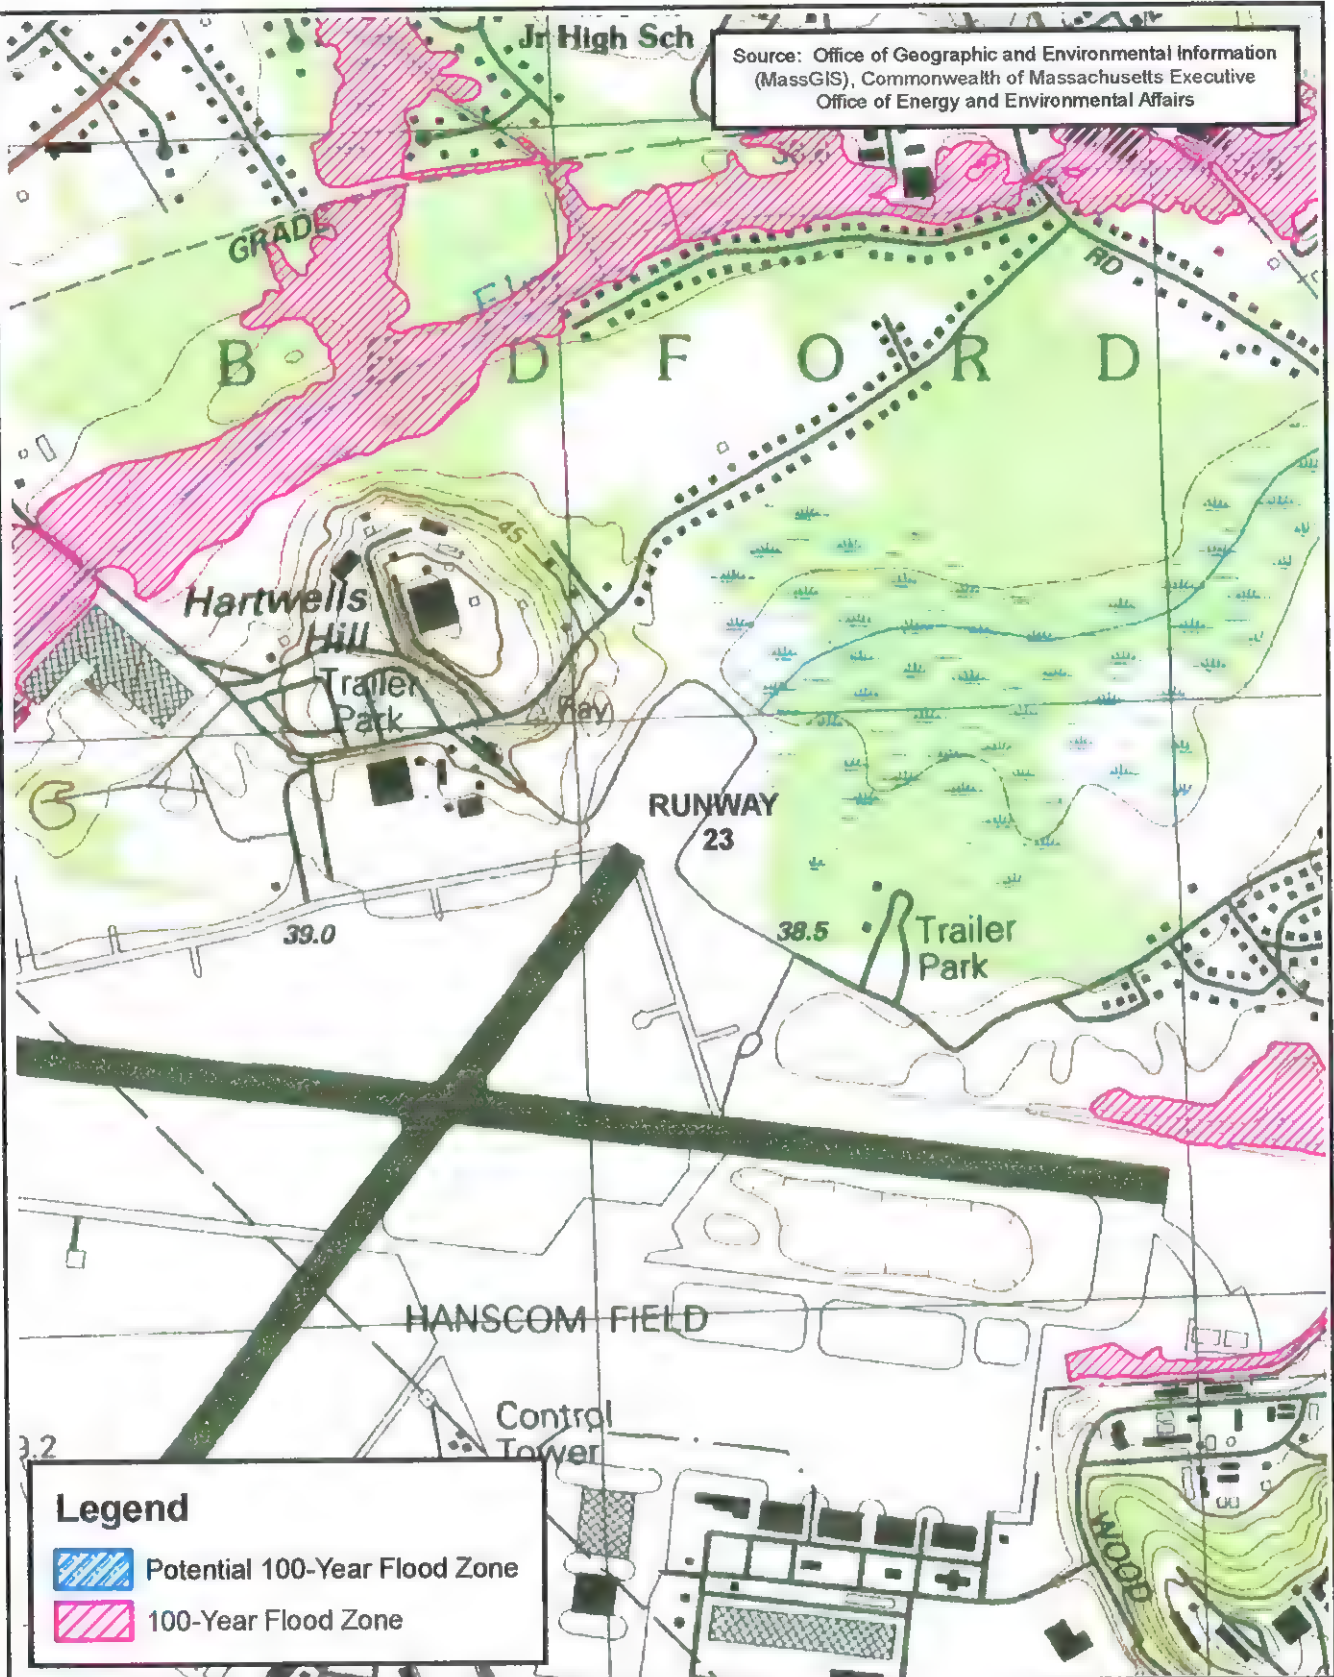 Jr High Sch
Source: Office of Geographic and Environmental Information
(MassGIS), Commonwealth of Massachusetts Executive
Office of Energy and Environmental Affairs
GRADE
RD
B D F O R D
45
Hartwells
Hill
Trailer
Park
RUNWAY
23
39.0
38.5
Trailer
Park
HANSCOM FIELD
Control
Tower
WOOD
Legend
Potential 100-Year Flood Zone
100-Year Flood Zone